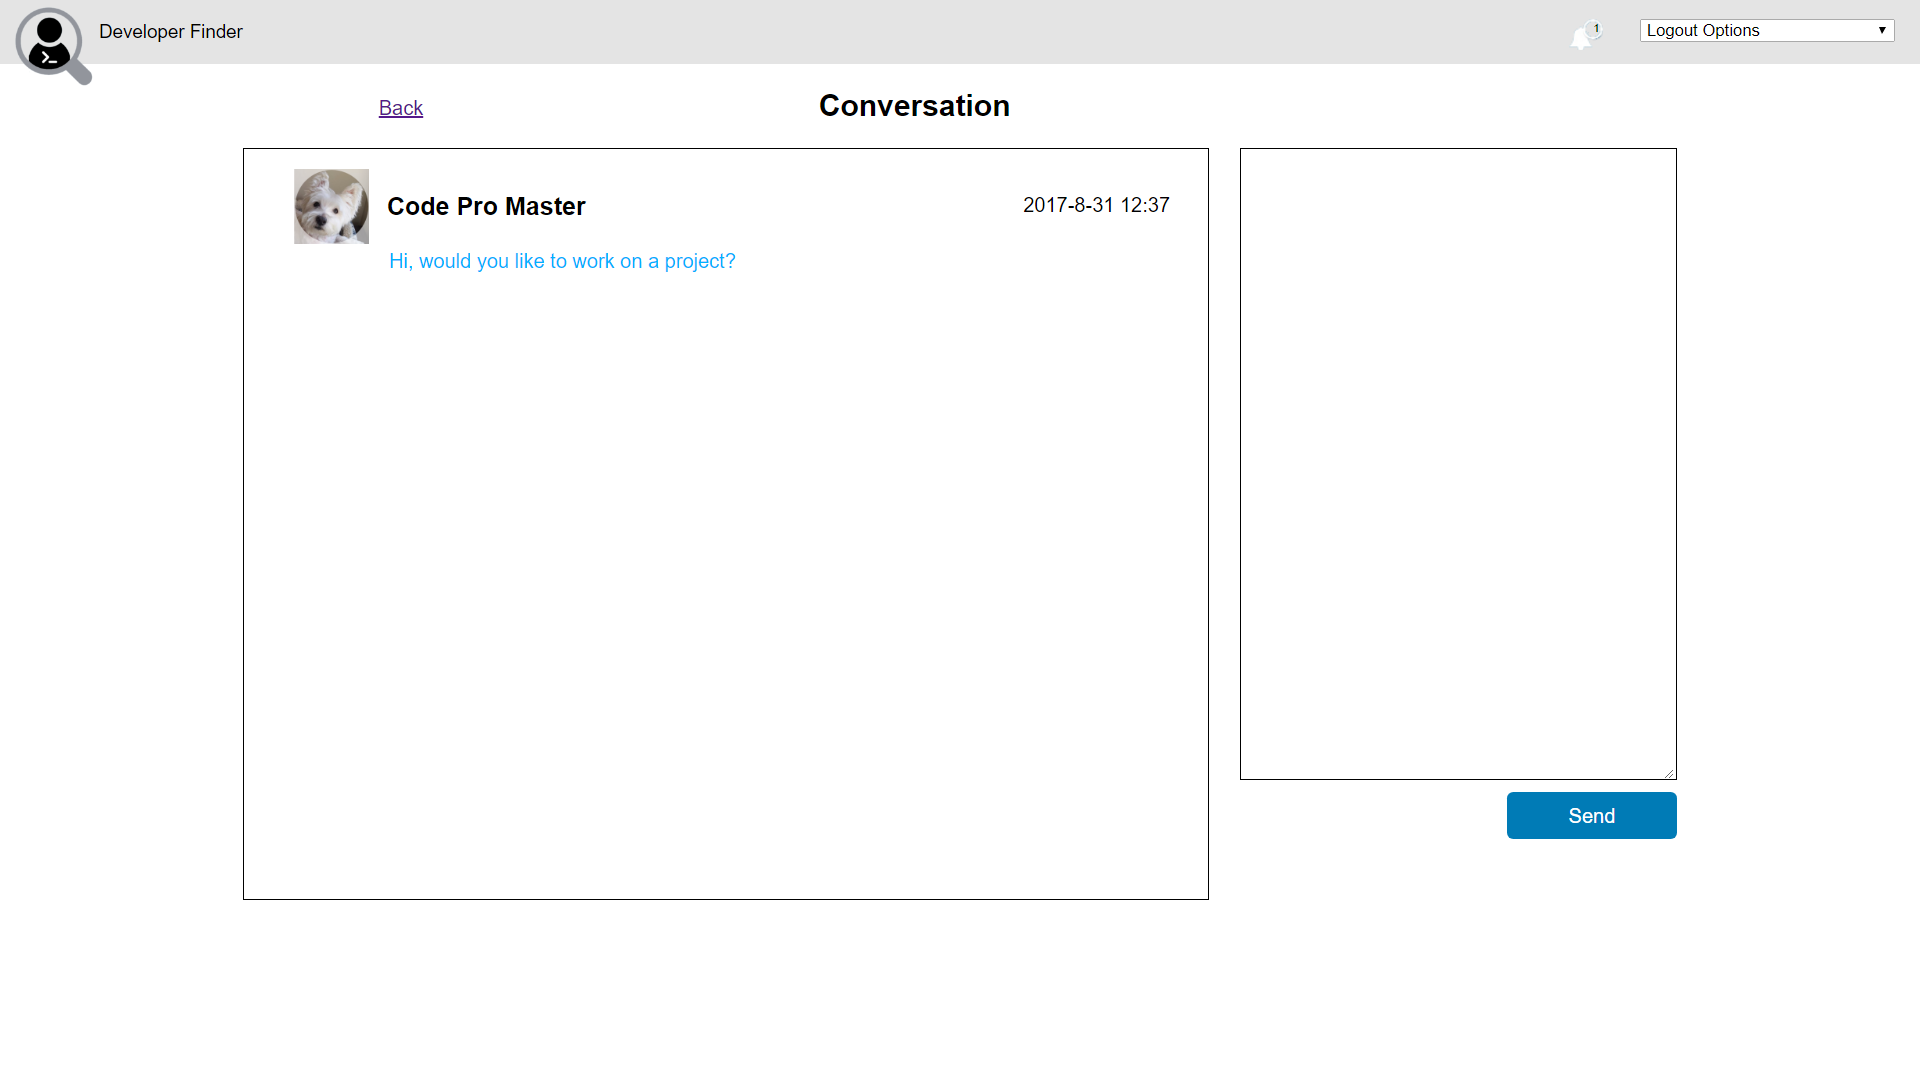 Developer Finder
1
Logout Options
Back
Conversation
Code Pro Master
2017-8-31 12:37
Hi, would you like to work on a project?
Send